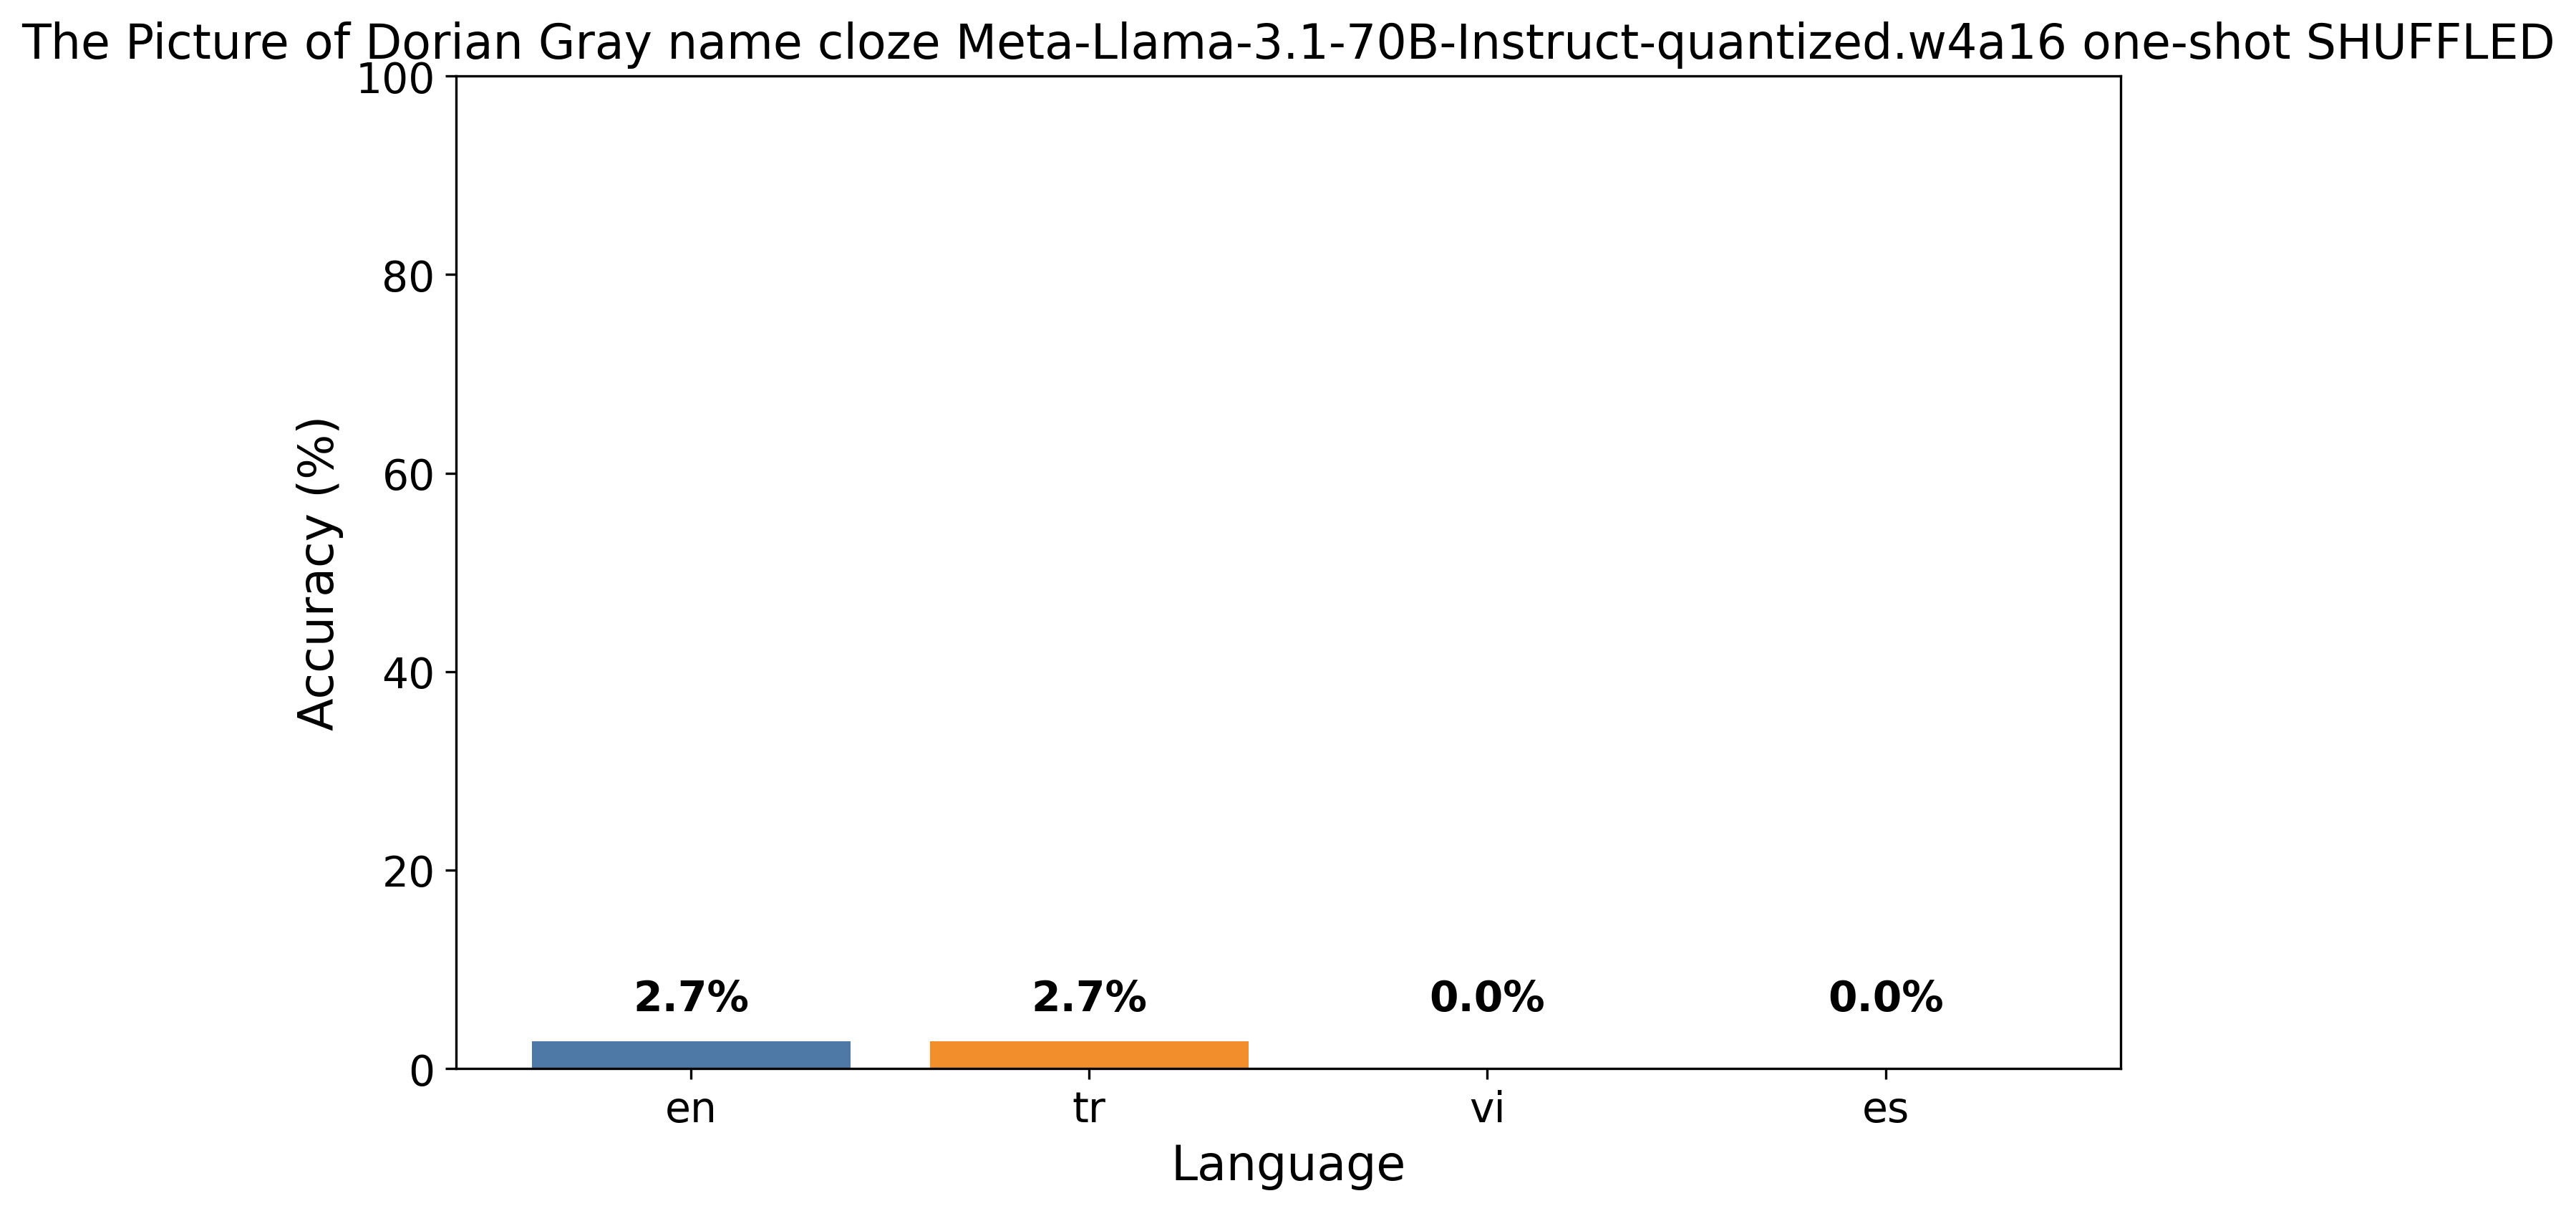 The Picture of Dorian Gray name cloze Meta-Llama-3.1-70B-Instruct-quantized.w4a16 one-shot SHUFFLED
100
80
60
40
20
0
Accuracy (%)
2.7%
2.7%
0.0%
0.0%
en
tr
vi
es
Language